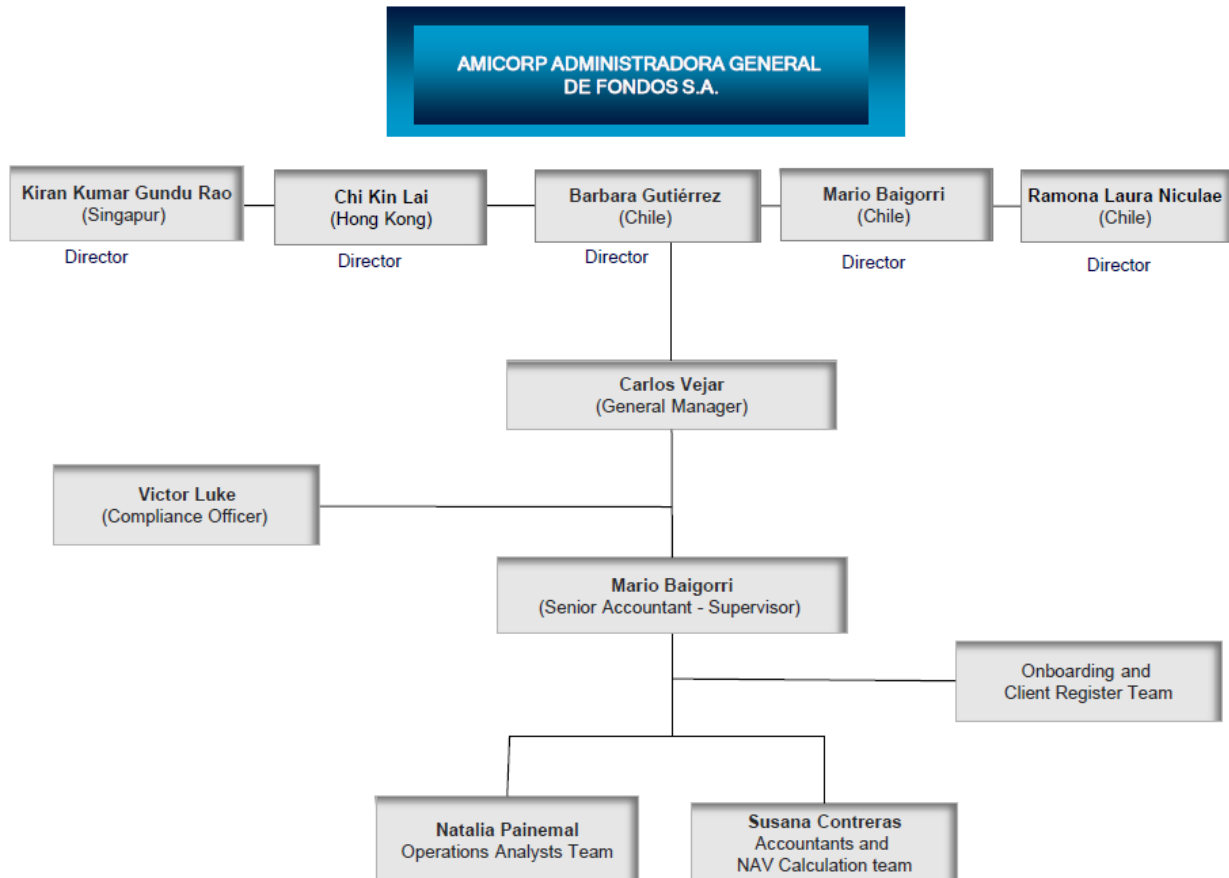 AMICORP ADMINISTRADORA GENERAL
DE FONDOS S.A.
Kiran Kumar Gundu Rao
(Singapur)
Director
Chi Kin Lai
(Hong Kong)
Director
Barbara Gutiérrez
(Chile)
Director
Mario Baigorri
(Chile)
Director
Ramona Laura Niculae
(Chile)
Director
Carlos Vejar
(General Manager)
Victor Luke
(Compliance Officer)
Mario Baigorri
(Senior Accountant - Supervisor)
Onboarding and
Client Register Team
Natalia Painemal
Operations Analysts Team
Susana Contreras
Accountants and
NAV Calculation team